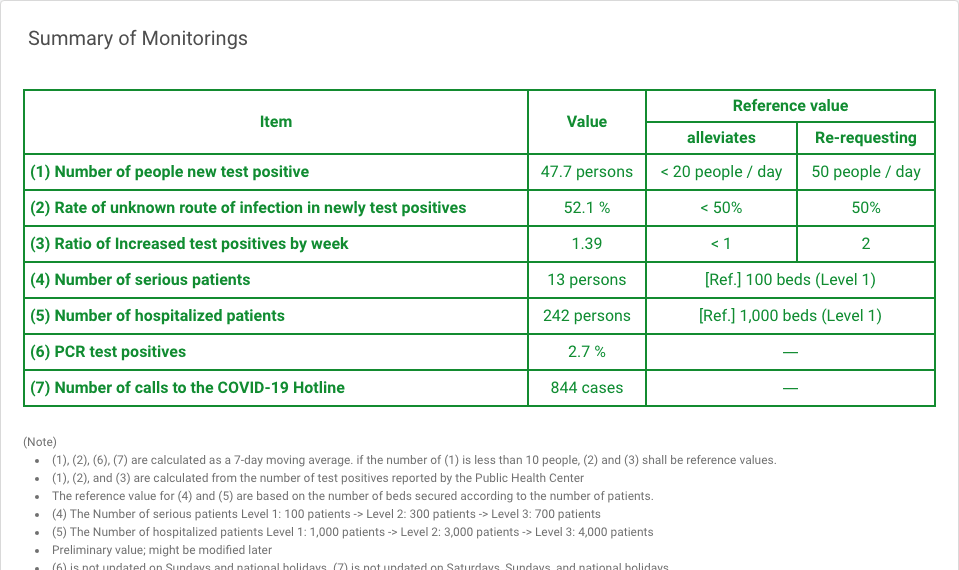 Summary of Monitorings
Item Value Reference value
alleviates Re-requesting
(1) Number of people new test positive 47.7 persons < 20 people / day 50 people / day
(2) Rate of unknown route of infection in newly test positives 52.1 % < 50% 50%
(3) Ratio of Increased test positives by week 1.39 < 1 2
(4) Number of serious patients 13 persons [Ref.] 100 beds (Level 1)
(5) Number of hospitalized patients 242 persons [Ref.] 1,000 beds (Level 1)
(6) PCR test positives 2.7 % —
(7) Number of calls to the COVID-19 Hotline 844 cases —
(Note)
• (1), (2), (6), (7) are calculated as a 7-day moving average. if the number of (1) is less than 10 people, (2) and (3) shall be reference values.
• (1), (2), and (3) are calculated from the number of test positives reported by the Public Health Center
• The reference value for (4) and (5) are based on the number of beds secured according to the number of patients.
• (4) The Number of serious patients Level 1: 100 patients -> Level 2: 300 patients -> Level 3: 700 patients
• (5) The Number of hospitalized patients Level 1: 1,000 patients -> Level 2: 3,000 patients -> Level 3: 4,000 patients
• Preliminary value; might be modified later
• (6) is not updated on Sundays and national holidays. (7) is not updated on Saturdays, Sundays, and national holidays.